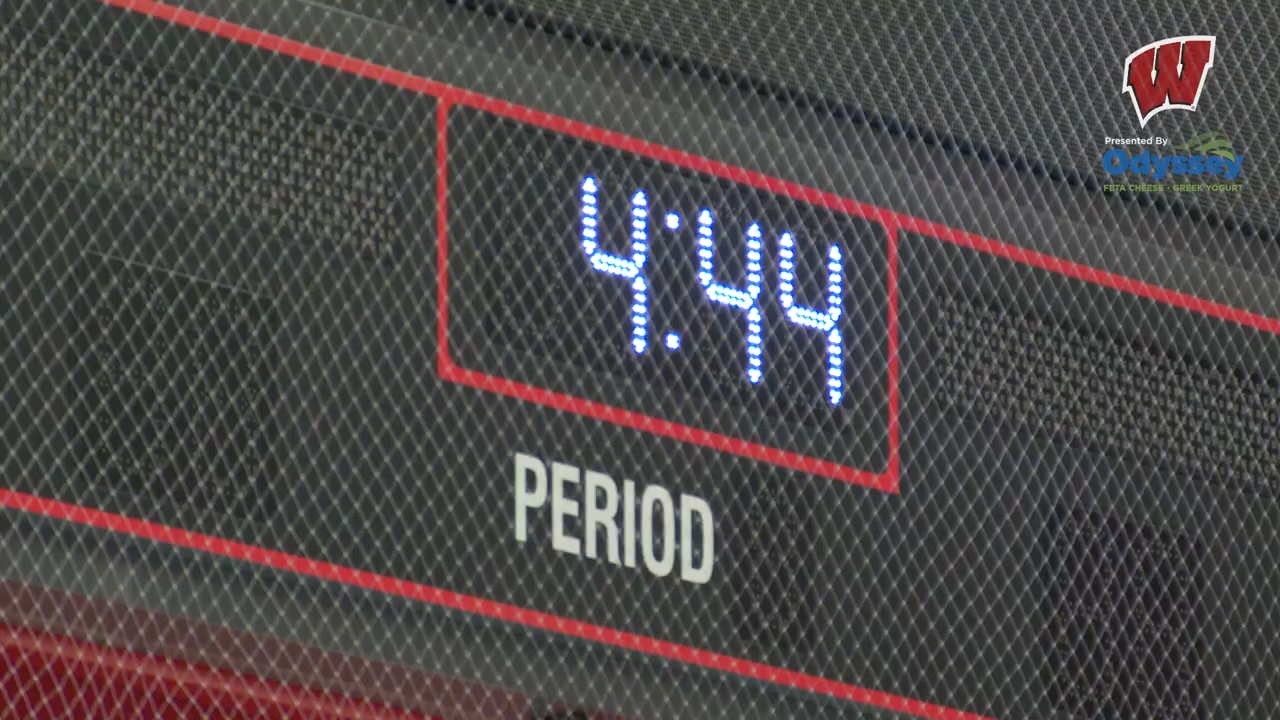 W
Presented By
Odyssey
FETA CHEESE • GREEK YOGURT
4:44
PERIOD